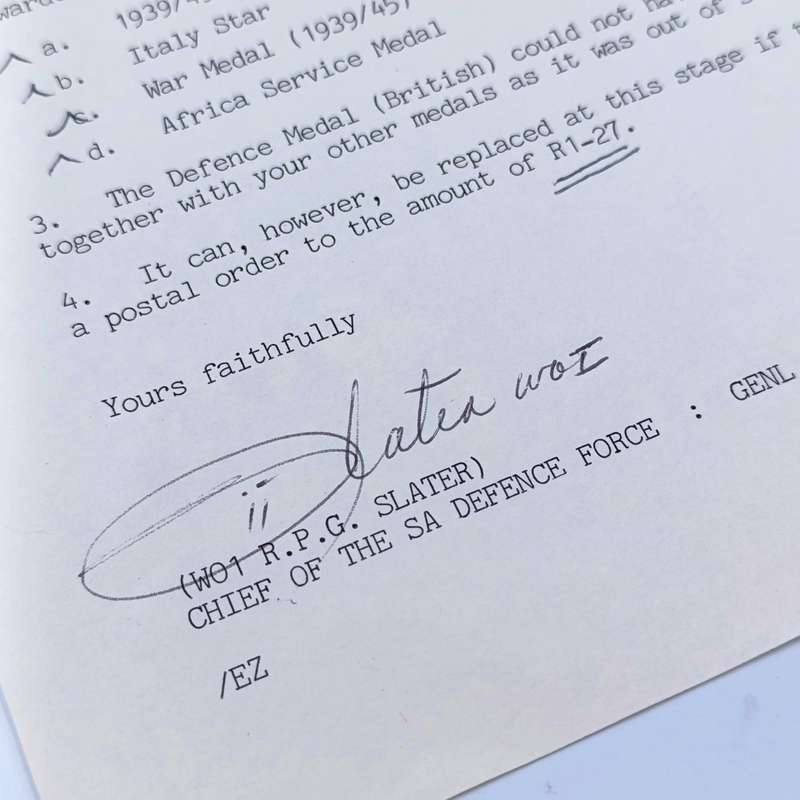 a. 1939/4
b. Italy Star
c. War Medal (1939/45)
d. Africa Service Medal
3. The Defence Medal (British) could not
together with your other medals as it was out of
4. It can, however, be replaced at this stage if
a postal order to the amount of R1-27.
Yours faithfully
Slater WOI
(WO1 R.P.G. SLATER)
CHIEF OF THE SA DEFENCE FORCE : GENL
/EZ